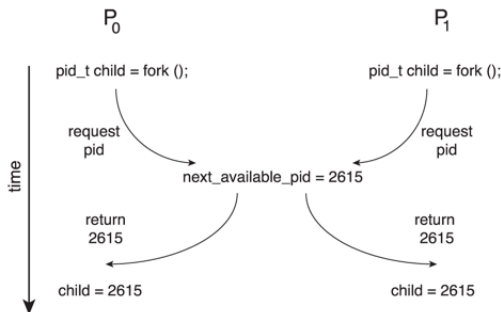 P0 P1
pid_t child = fork (); pid_t child = fork ();
request request
pid pid
time
next_available_pid = 2615
return return
2615 2615
child = 2615 child = 2615